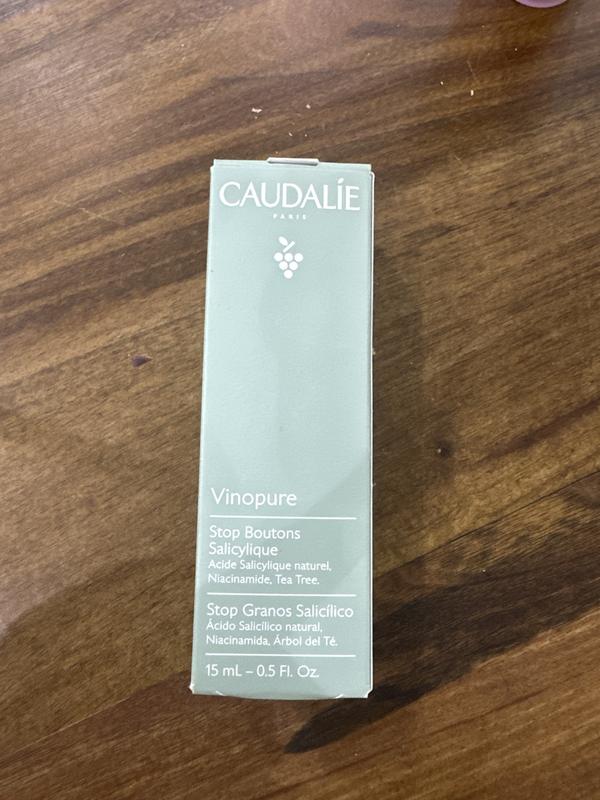 CAUDALÍE
PARIS
Vinopure
Stop Boutons
Salicylique
Acide Salicylique naturel,
Niacinamide, Tea Tree.
Stop Granos Salicílico
Ácido Salicílico natural,
Niacinamida, Árbol del Té.
15 mL – 0.5 Fl. Oz.